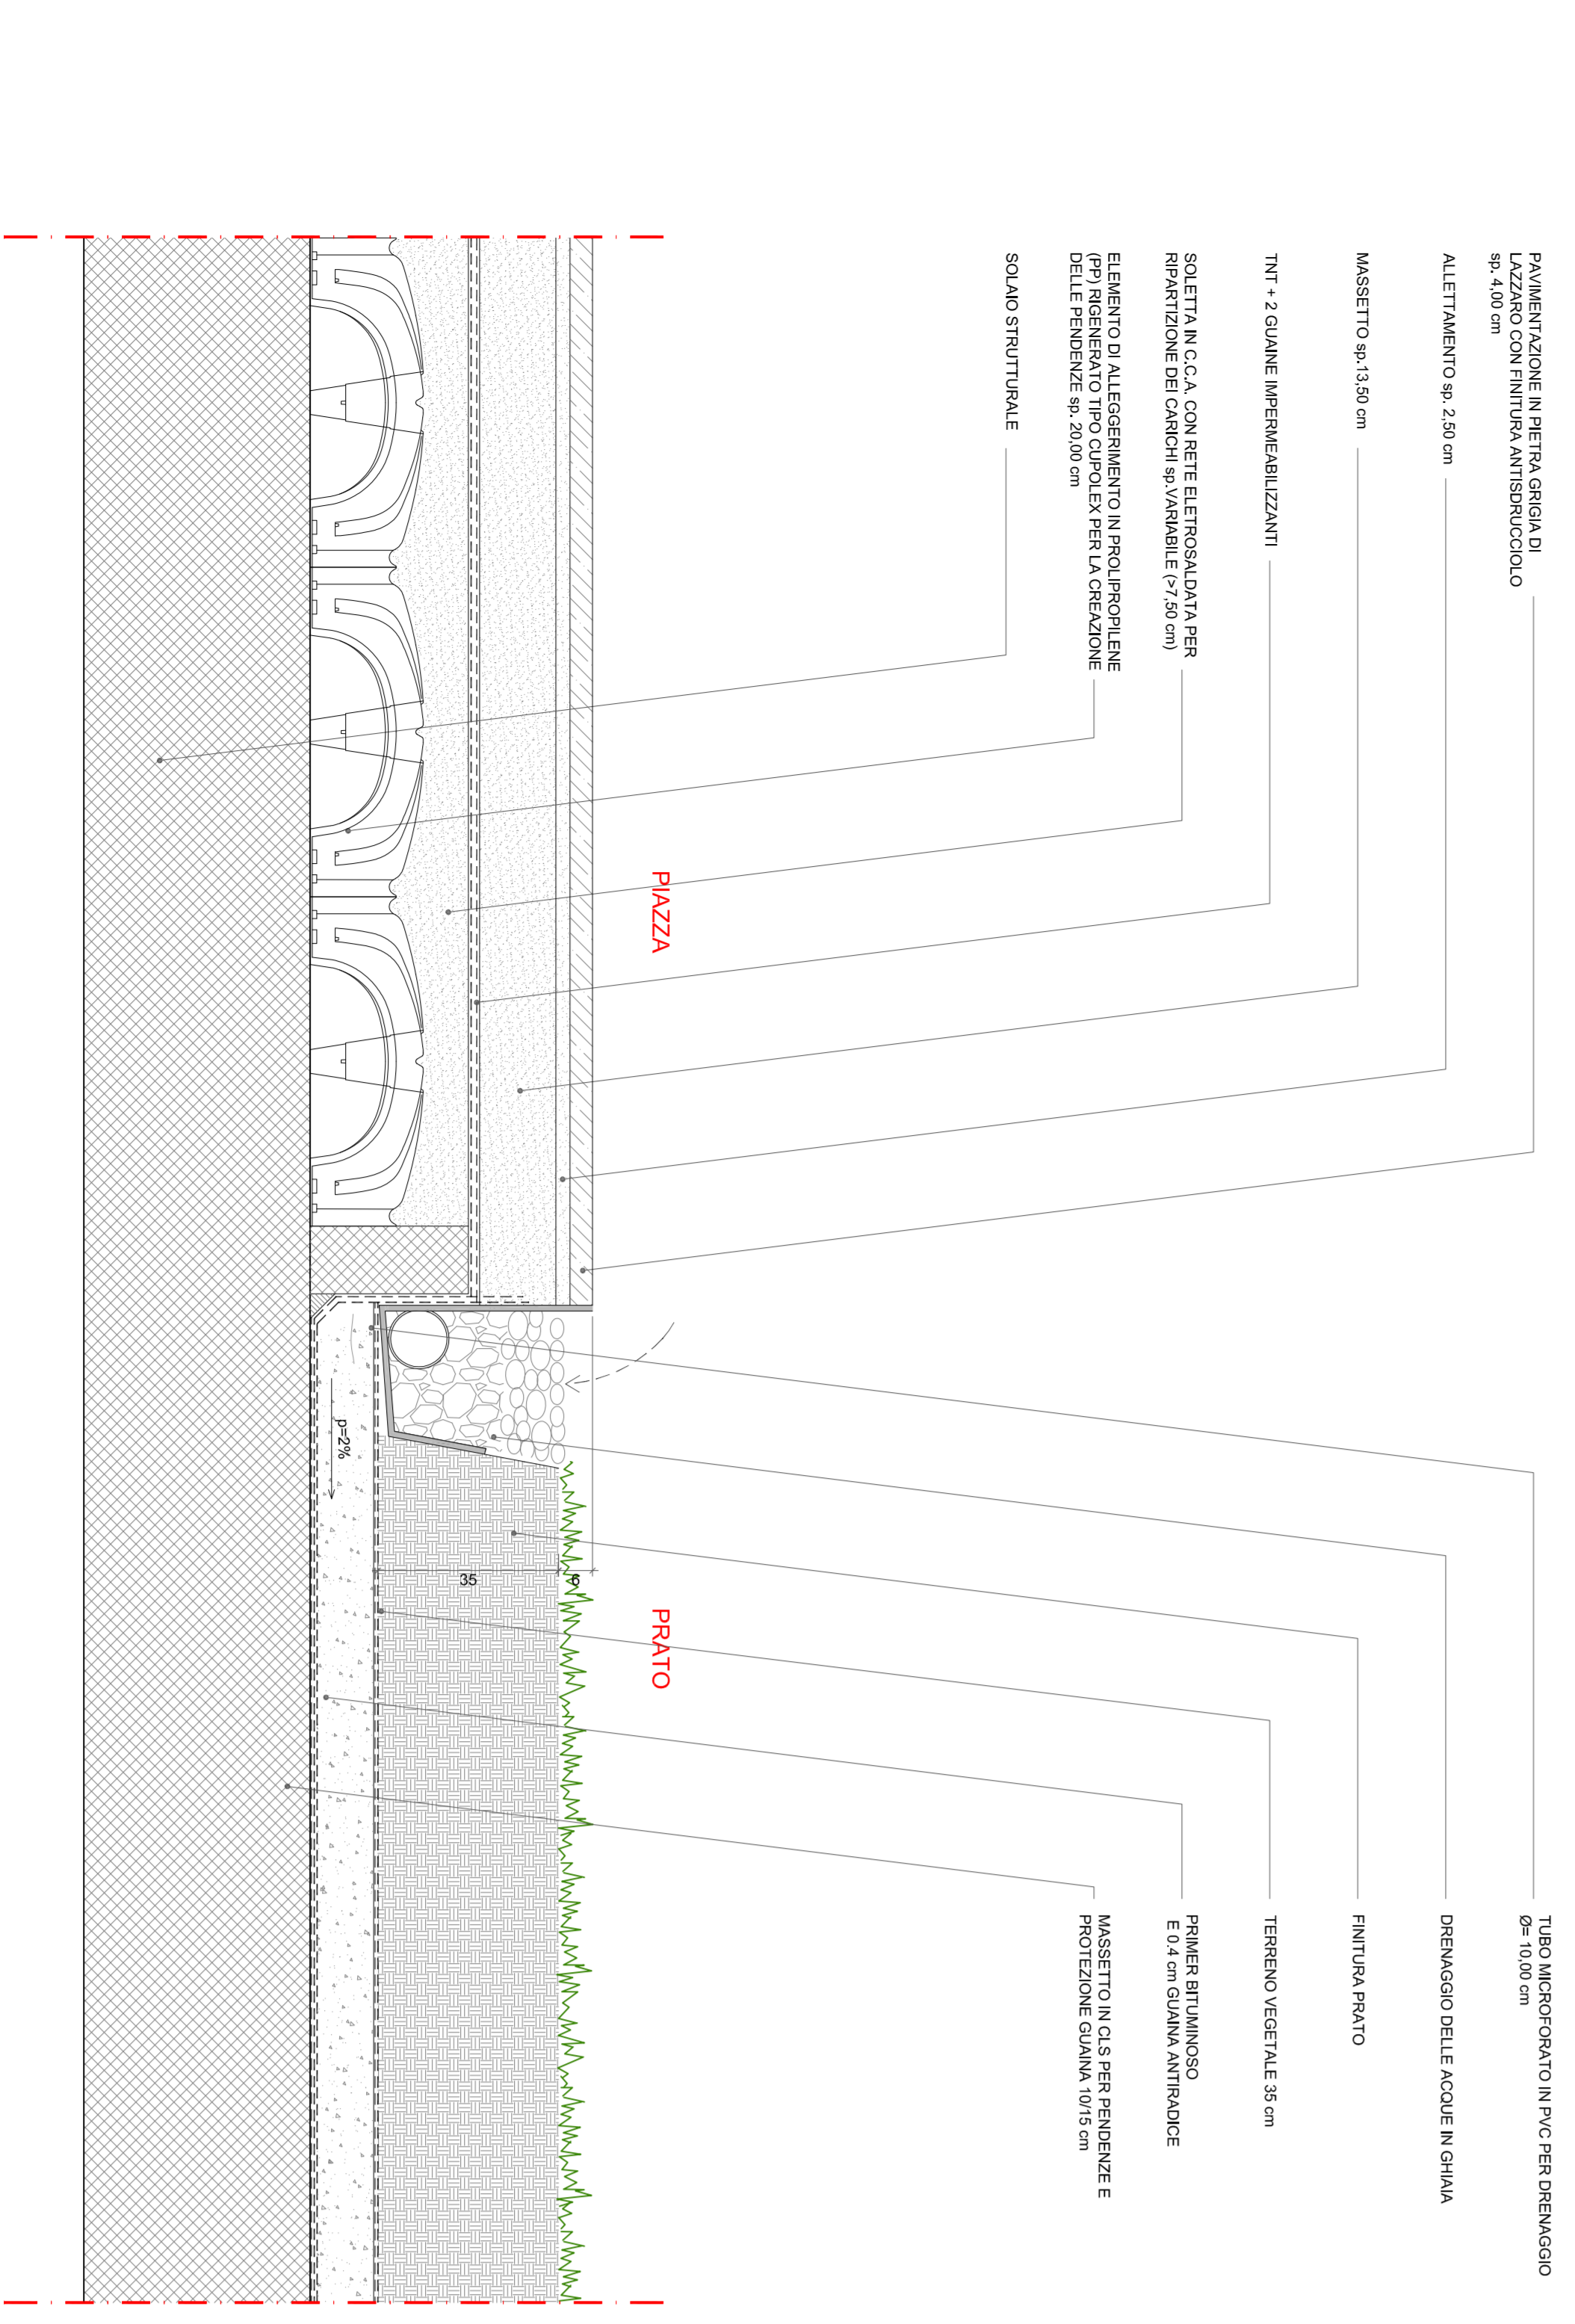 PAVIMENTAZIONE IN PIETRA GRIGIA DI
LAZZARO CON FINITURA ANTISDRUCCIOLO
sp. 4,00 cm
ALLETTAMENTO sp. 2,50 cm
MASSETTO sp.13,50 cm
TNT + 2 GUAINE IMPERMEABILIZZANTI
SOLETTA IN C.C.A. CON RETE ELETROSALDATA PER
RIPARTIZIONE DEI CARICHI sp.VARIABILE (>7,50 cm)
ELEMENTO DI ALLEGGERIMENTO IN PROLIPROPILENE
(PP) RIGENERATO TIPO CUPOLEX PER LA CREAZIONE
DELLE PENDENZE sp. 20,00 cm
SOLAIO STRUTTURALE
TUBO MICROFORATO IN PVC PER DRENAGGIO
Ø= 10,00 cm
DRENAGGIO DELLE ACQUE IN GHIAIA
FINITURA PRATO
TERRENO VEGETALE 35 cm
PRIMER BITUMINOSO
E 0.4 cm GUAINA ANTIRADICE
MASSETTO IN CLS PER PENDENZE E
PROTEZIONE GUAINA 10/15 cm
PIAZZA
PRATO
6
35
p=2%